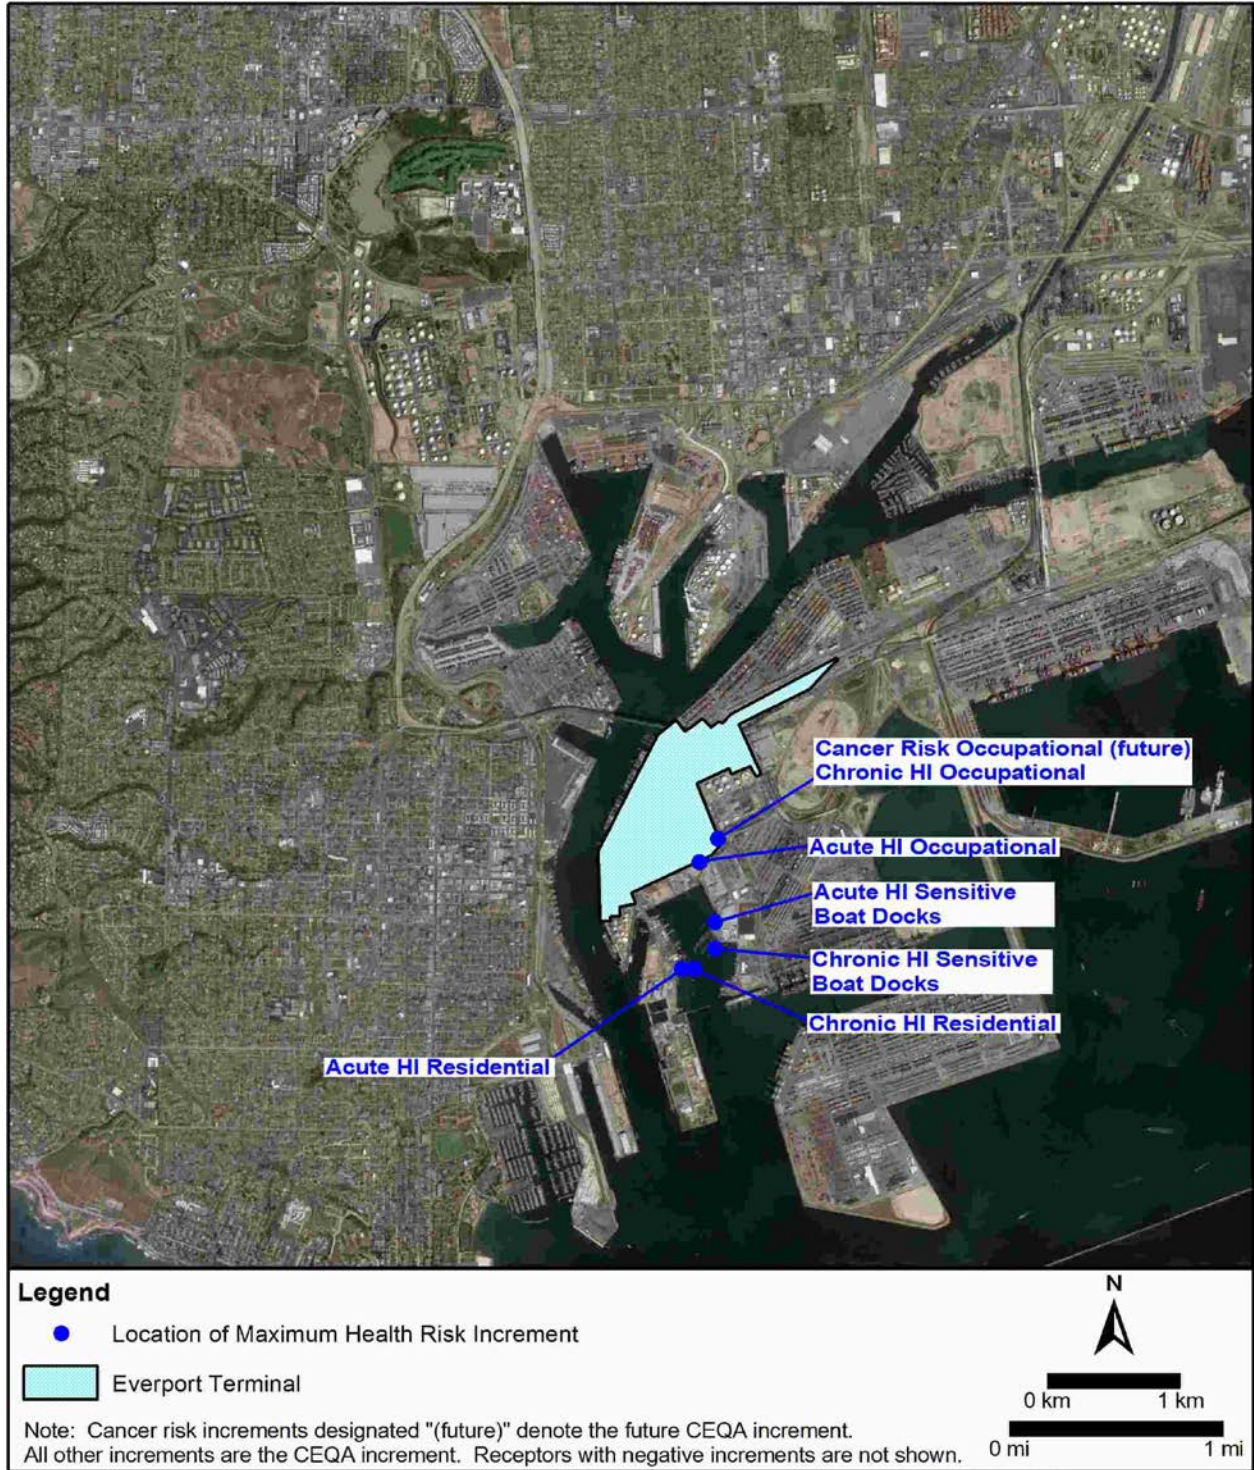 Cancer Risk Occupational (future)
Chronic HI Occupational
Acute HI Occupational
Acute HI Sensitive
Boat Docks
Chronic HI Sensitive
Boat Docks
Chronic HI Residential
Acute HI Residential
Legend
Location of Maximum Health Risk Increment
Everport Terminal
Note: Cancer risk increments designated "(future)" denote the future CEQA increment.
All other increments are the CEQA increment. Receptors with negative increments are not shown.
N
0 km 1 km
0 mi 1 mi